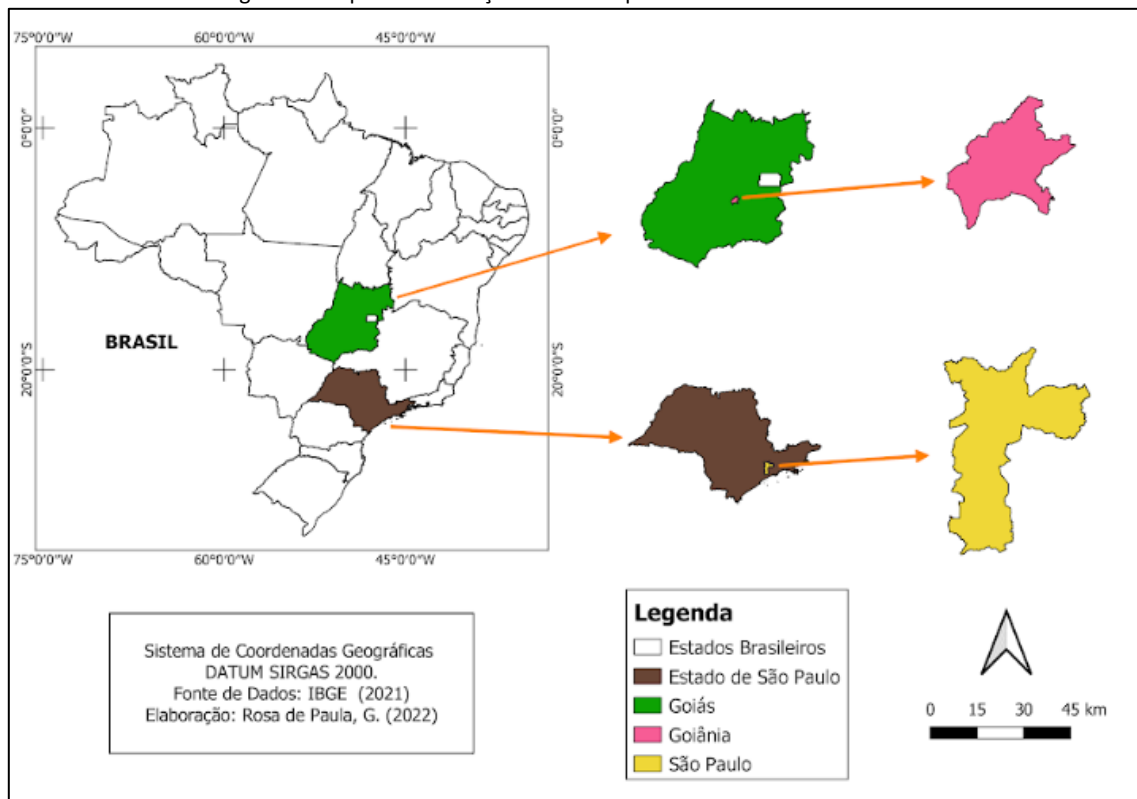 75°0'0"W 60°0'0"W 45°0'0"W
0°0'0"
0°0'0"
BRASIL
20°0'0"S
20°0'0"S
75°0'0"W 60°0'0"W 45°0'0"W
Sistema de Coordenadas Geográficas
DATUM SIRGAS 2000.
Fonte de Dados: IBGE (2021)
Elaboração: Rosa de Paula, G. (2022)
Legenda
Estados Brasileiros
Estado de São Paulo
Goiás
Goiânia
São Paulo
0 15 30 45 km